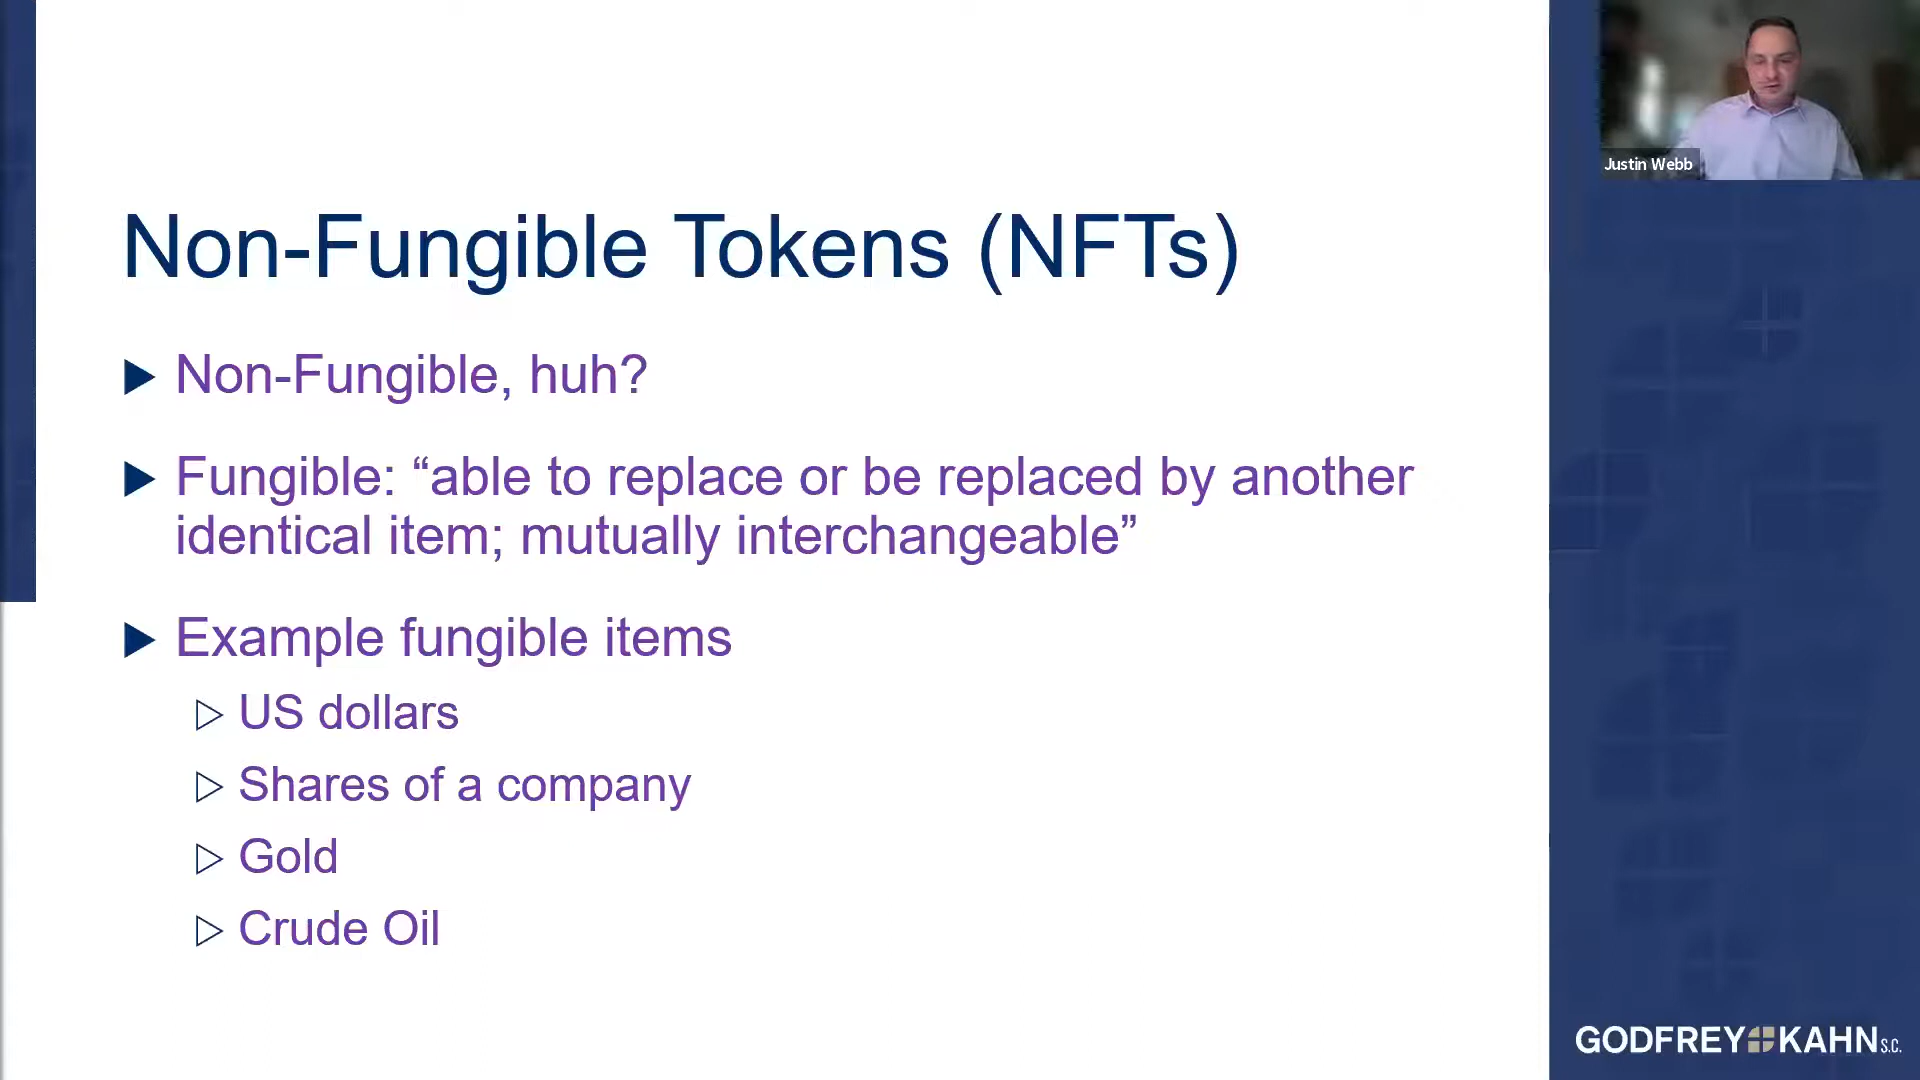 Justin Webb
Non-Fungible Tokens (NFTs)
Non-Fungible, huh?
Fungible: “able to replace or be replaced by another
identical item; mutually interchangeable”
Example fungible items
US dollars
Shares of a company
Gold
Crude Oil
GODFREY KAHN S.C.